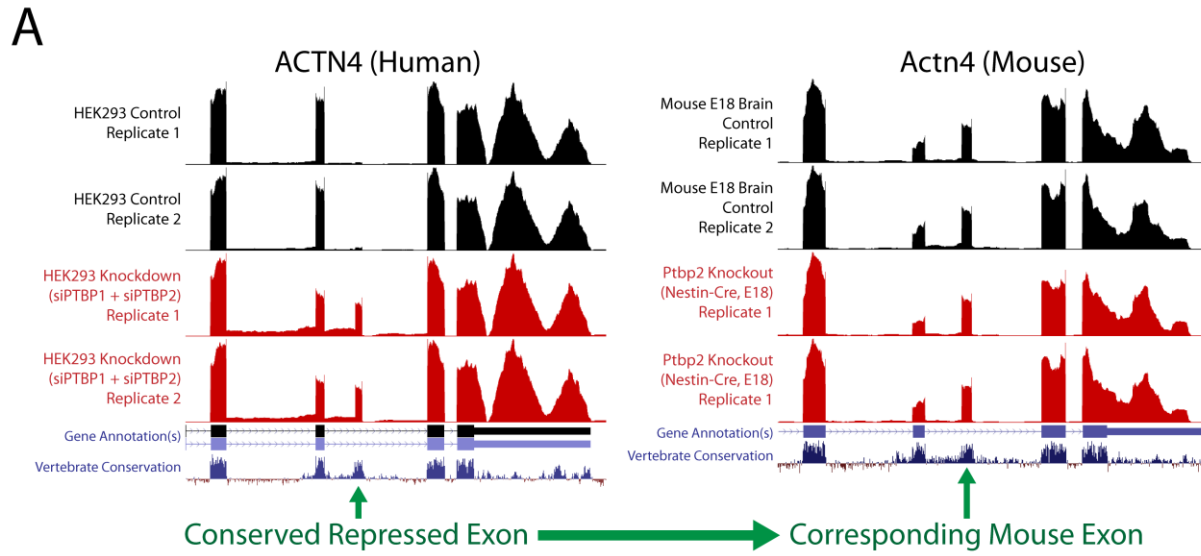 A
ACTN4 (Human)
HEK293 Control
Replicate 1
HEK293 Control
Replicate 2
HEK293 Knockdown
(siPTBP1 + siPTBP2)
Replicate 1
HEK293 Knockdown
(siPTBP1 + siPTBP2)
Replicate 2
Gene Annotation(s)
Vertebrate Conservation
Actn4 (Mouse)
Mouse E18 Brain
Control
Replicate 1
Mouse E18 Brain
Control
Replicate 2
Ptbp2 Knockout
(Nestin-Cre, E18)
Replicate 1
Ptbp2 Knockout
(Nestin-Cre, E18)
Replicate 1
Gene Annotation(s)
Vertebrate Conservation
Conserved Repressed Exon
Corresponding Mouse Exon